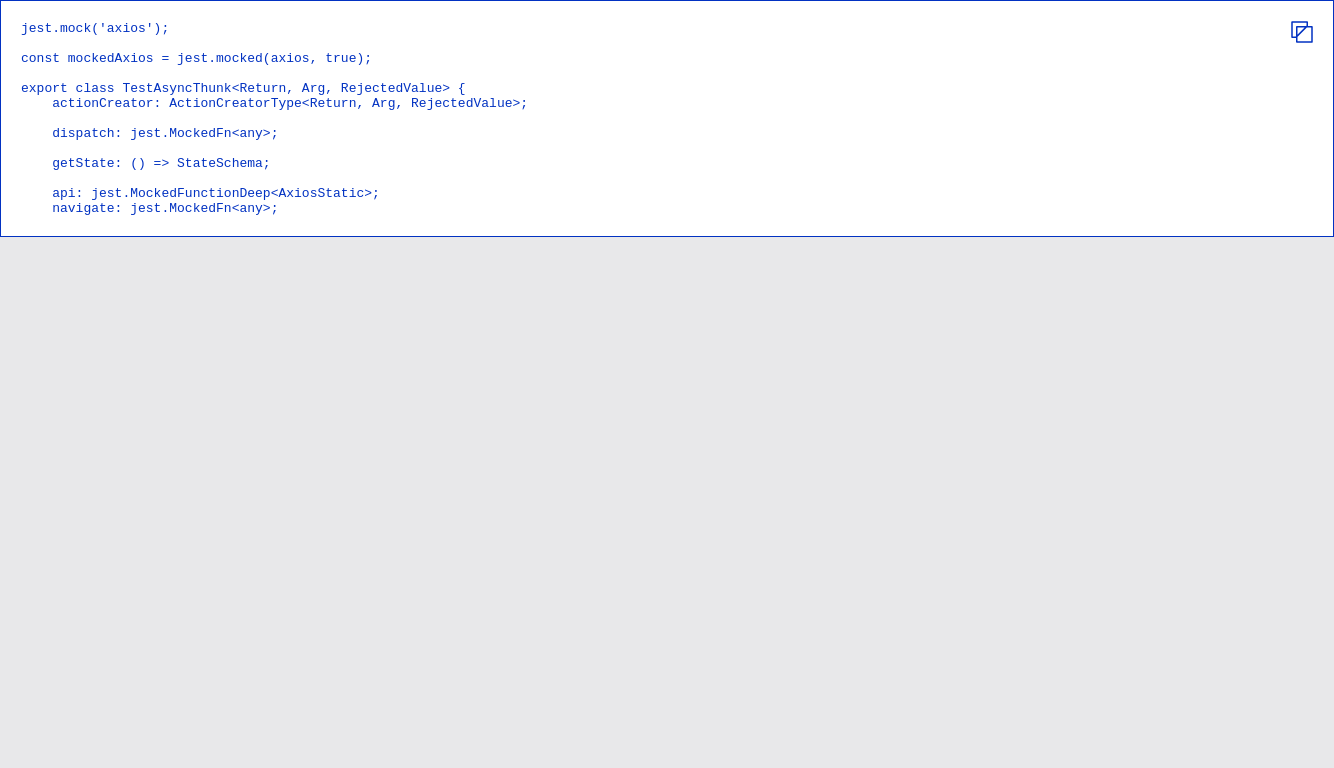 jest.mock('axios');
const mockedAxios = jest.mocked(axios, true);
export class TestAsyncThunk<Return, Arg, RejectedValue> {
    actionCreator: ActionCreatorType<Return, Arg, RejectedValue>;
    dispatch: jest.MockedFn<any>;
    getState: () => StateSchema;
    api: jest.MockedFunctionDeep<AxiosStatic>;
    navigate: jest.MockedFn<any>;